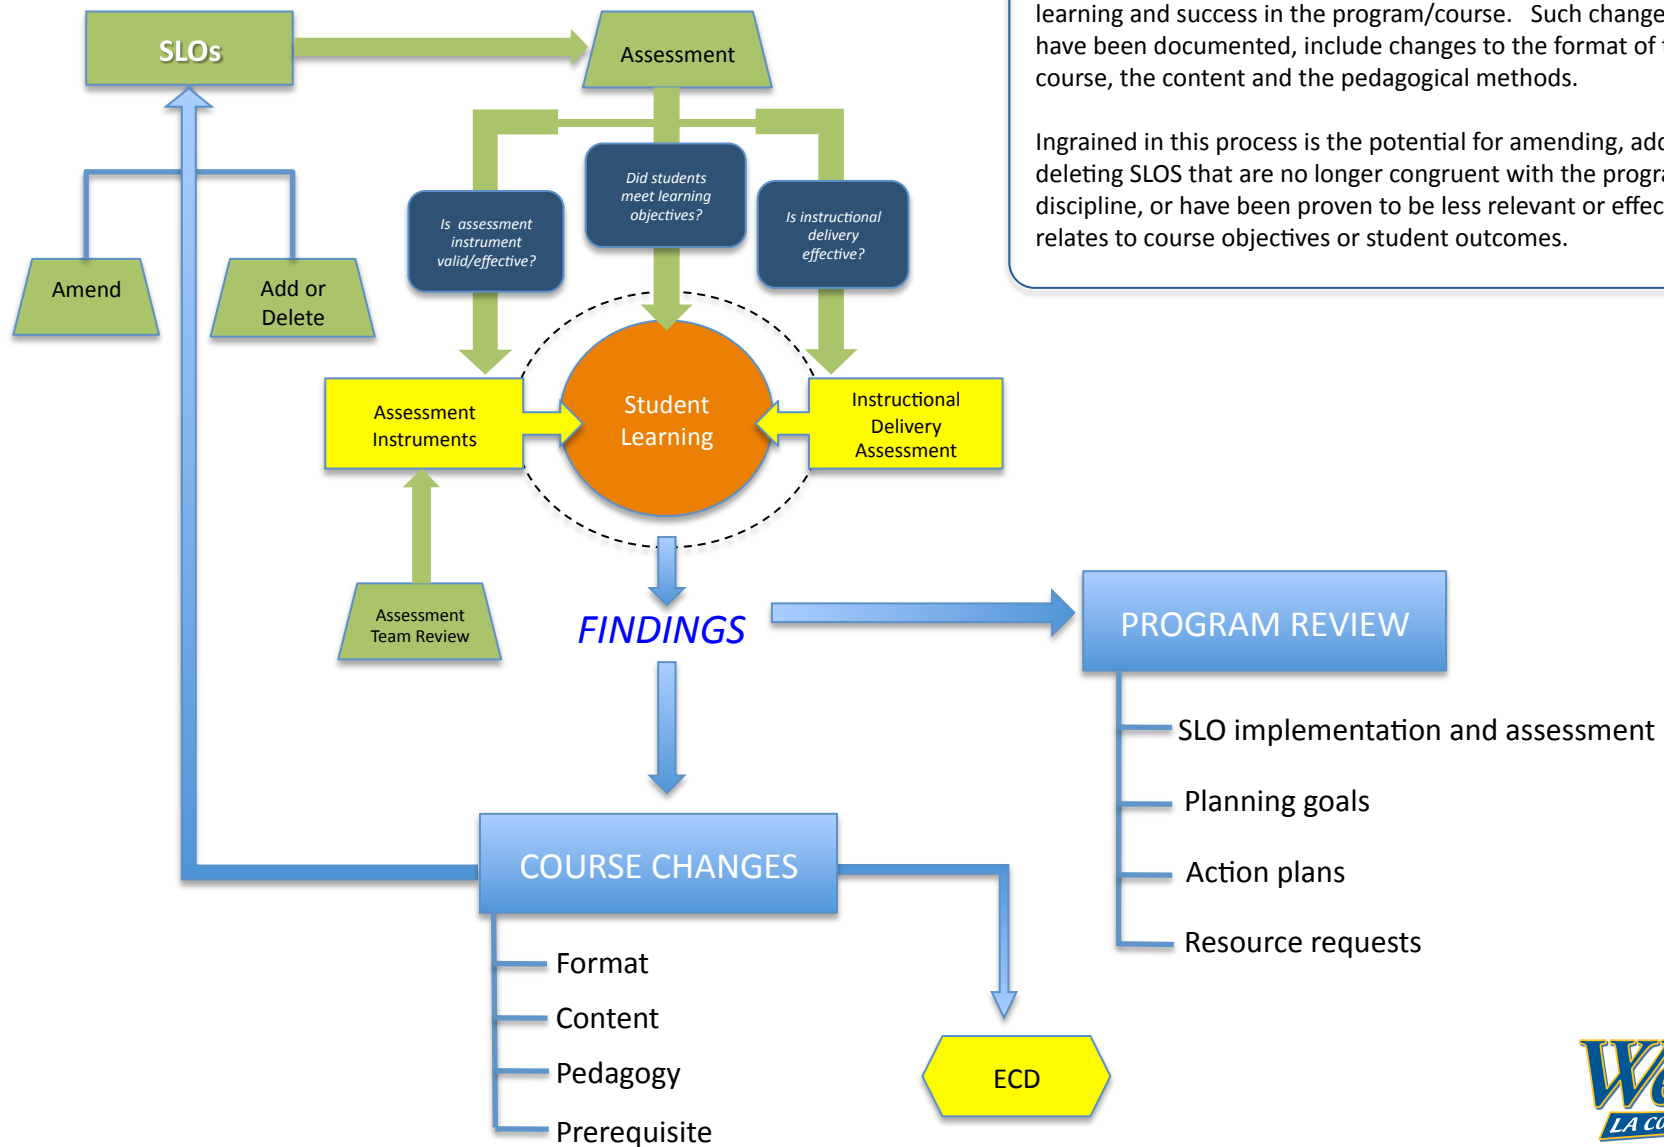 learning and success in the program/course. Such change
have been documented, include changes to the format of
course, the content and the pedagogical methods.
Ingrained in this process is the potential for amending,
deleting SLOS that are no longer congruent with the
discipline, or have been proven to be less relevant or
relates to course objectives or student outcomes.
SLOs
Assessment
Amend
Add or
Delete
Is assessment
instrument
valid/effective?
Did students
meet learning
objectives?
Is instructional
delivery
effective?
Assessment
Instruments
Student
Learning
Instructional
Delivery
Assessment
Assessment
Team Review
FINDINGS
PROGRAM REVIEW
SLO implementation and assessment
Planning goals
Action plans
Resource requests
COURSE CHANGES
Format
Content
Pedagogy
Prerequisite
ECD
LA